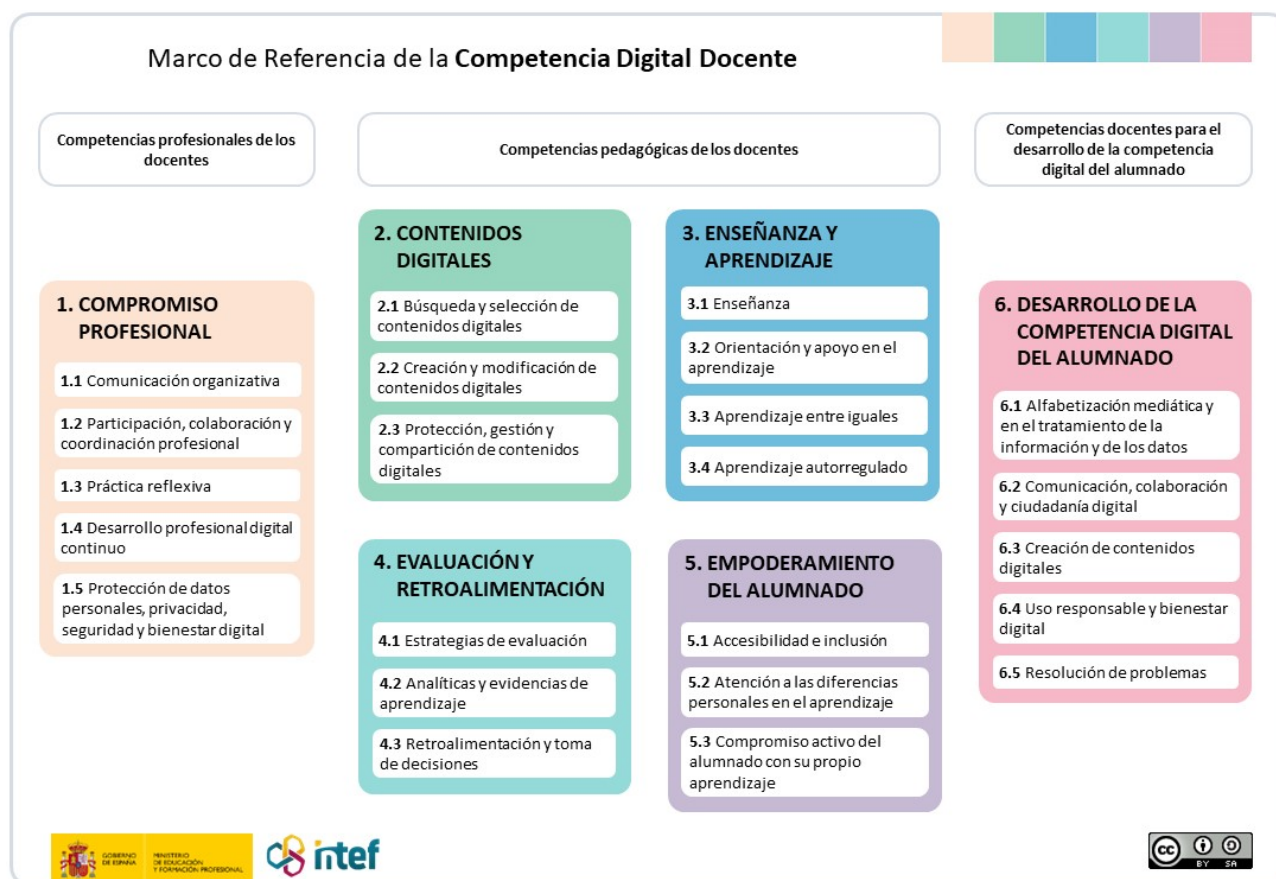 Marco de Referencia de la Competencia Digital Docente
Competencias profesionales de los
docentes
Competencias pedagógicas de los docentes
Competencias docentes para el
desarrollo de la competencia
digital del alumnado
1. COMPROMISO
PROFESIONAL
1.1 Comunicación organizativa
1.2 Participación, colaboración y
coordinación profesional
1.3 Práctica reflexiva
1.4 Desarrollo profesional digital
continuo
1.5 Protección de datos
personales, privacidad,
seguridad y bienestar digital
2. CONTENIDOS
DIGITALES
2.1 Búsqueda y selección de
contenidos digitales
2.2 Creación y modificación de
contenidos digitales
2.3 Protección, gestión y
compartición de contenidos
digitales
3. ENSEÑANZA Y
APRENDIZAJE
3.1 Enseñanza
3.2 Orientación y apoyo en el
aprendizaje
3.3 Aprendizaje entre iguales
3.4 Aprendizaje autorregulado
4. EVALUACIÓN Y
RETROALIMENTACIÓN
4.1 Estrategias de evaluación
4.2 Analíticas y evidencias de
aprendizaje
4.3 Retroalimentación y toma
de decisiones
5. EMPODERAMIENTO
DEL ALUMNADO
5.1 Accesibilidad e inclusión
5.2 Atención a las diferencias
personales en el aprendizaje
5.3 Compromiso activo del
alumnado con su propio
aprendizaje
6. DESARROLLO DE LA
COMPETENCIA DIGITAL
DEL ALUMNADO
6.1 Alfabetización mediática y
en el tratamiento de la
información y de los datos
6.2 Comunicación, colaboración
y ciudadanía digital
6.3 Creación de contenidos
digitales
6.4 Uso responsable y bienestar
digital
6.5 Resolución de problemas
GOBIERNO
DE ESPAÑA
MINISTERIO
DE EDUCACIÓN
Y FORMACIÓN PROFESIONAL
intef
cc
BY SA